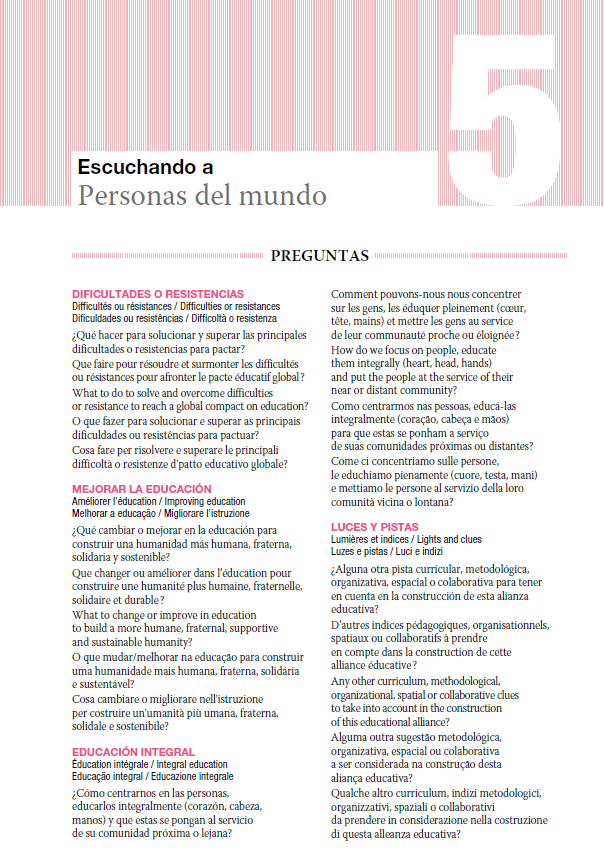 5
Escuchando a
Personas del mundo
PREGUNTAS
DIFICULTADES O RESISTENCIAS
Difficultés ou résistances / Difficulties or resistances
Dificuldades ou resistências / Difficoltà o resistenza
¿Qué hacer para solucionar y superar las principales
dificultades o resistencias para pactar?
Que faire pour résoudre et surmonter les difficultés
ou résistances pour afronter le pacte éducatif global ?
What to do to solve and overcome difficulties
or resistance to reach a global compact on education?
O que fazer para solucionar e superar as principais
dificuldades ou resistências para pactuar?
Cosa fare per risolvere e superare le principali
difficoltà o resistenze d'patto educativo globale?
MEJORAR LA EDUCACIÓN
Améliorer l'éducation / Improving education
Melhorar a educação / Migliorare l'istruzione
¿Qué cambiar o mejorar en la educación para
construir una humanidad más humana, fraterna,
solidaria y sostenible?
Que changer ou améliorer dans l'éducation pour
construire une humanité plus humaine, fraternelle,
solidaire et durable ?
What to change or improve in education
to build a more humane, fraternal, supportive
and sustainable humanity?
O que mudar/melhorar na educação para construir
uma humanidade mais humana, fraterna, solidária
e sustentável?
Cosa cambiare o migliorare nell'istruzione
per costruire un'umanità più umana, fraterna,
solidale e sostenibile?
EDUCACIÓN INTEGRAL
Éducation intégrale / Integral education
Educação integral / Educazione integrale
¿Cómo centrarnos en las personas,
educarlos integralmente (corazón, cabeza,
manos) y que estas se pongan al servicio
de su comunidad próxima o lejana?
Comment pouvons-nous nous concentrer
sur les gens, les éduquer pleinement (cœur,
tête, mains) et mettre les gens au service
de leur communauté proche ou éloignée ?
How do we focus on people, educate
them integrally (heart, head, hands)
and put the people at the service of their
near or distant community?
Como centrarmos nas pessoas, educá-las
integralmente (coração, cabeça e mãos)
para que estas se ponham a serviço
de suas comunidades próximas ou distantes?
Come ci concentriamo sulle persone,
le educhiamo pienamente (cuore, testa, mani)
e mettiamo le persone al servizio della loro
comunità vicina o lontana?
LUCES Y PISTAS
Lumières et indices / Lights and clues
Luzes e pistas / Luci e indizi
¿Alguna otra pista curricular, metodológica,
organizativa, espacial o colaborativa para tener
en cuenta en la construcción de esta alianza
educativa?
D'autres indices pédagogiques, organisationnels,
spatiaux ou collaboratifs à prendre
en compte dans la construction de cette
alliance éducative ?
Any other curriculum, methodological,
organizational, spatial or collaborative clues
to take into account in the construction
of this educational alliance?
Alguma outra sugestão metodológica,
organizativa, espacial ou colaborativa
a ser considerada na construção desta
aliança educativa?
Qualche altro curriculum, indizi metodologici,
organizzativi, spaziali o collaborativi
da prendere in considerazione nella costruzione
di questa alleanza educativa?